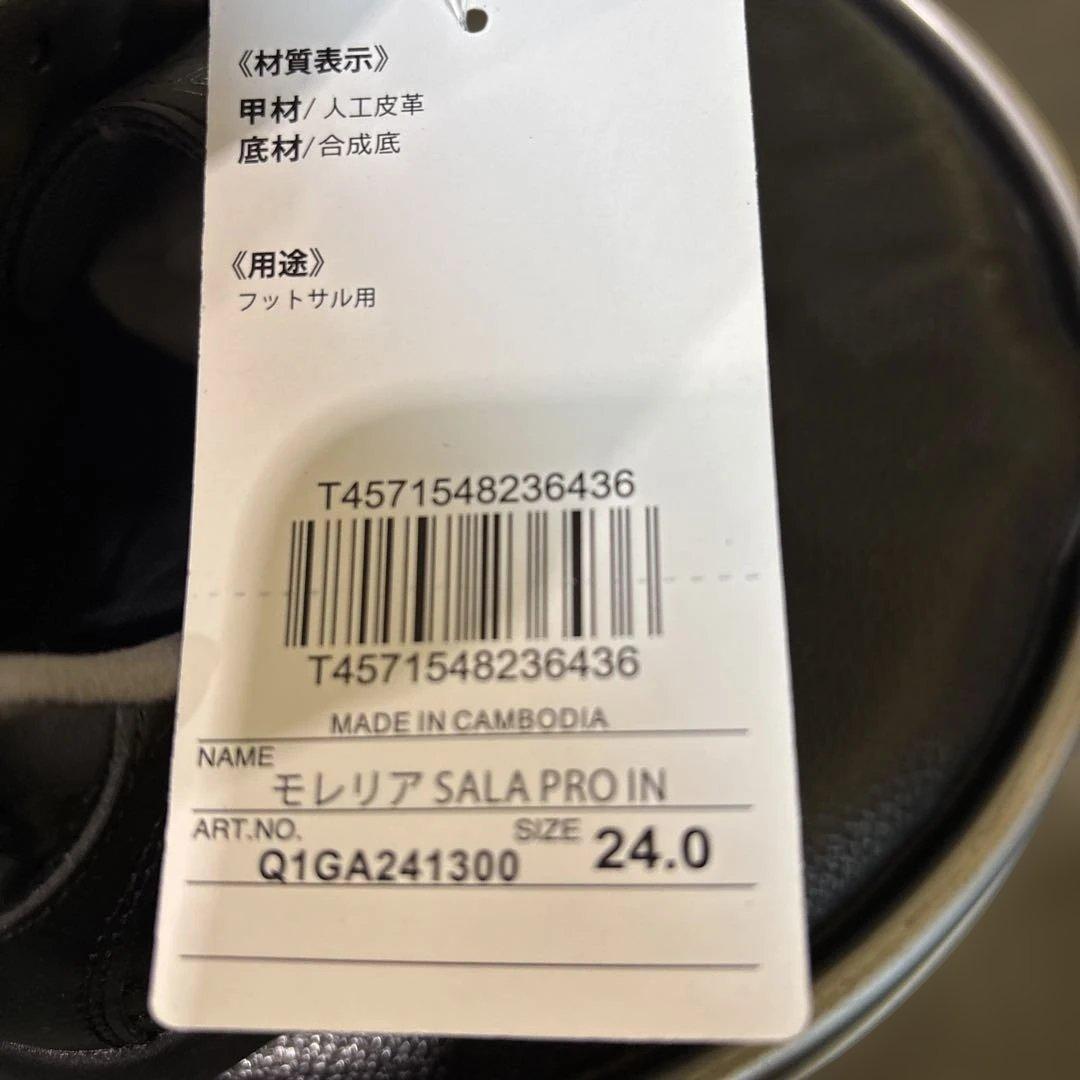 《材質表示》
甲材/人工皮革
底材/合成底
《用途》
フットサル用
T4571548236436
T4571548236436
MADE IN CAMBODIA
NAME
モレリア SALA PRO IN
ART.NO.
Q1GA241300
SIZE 24.0